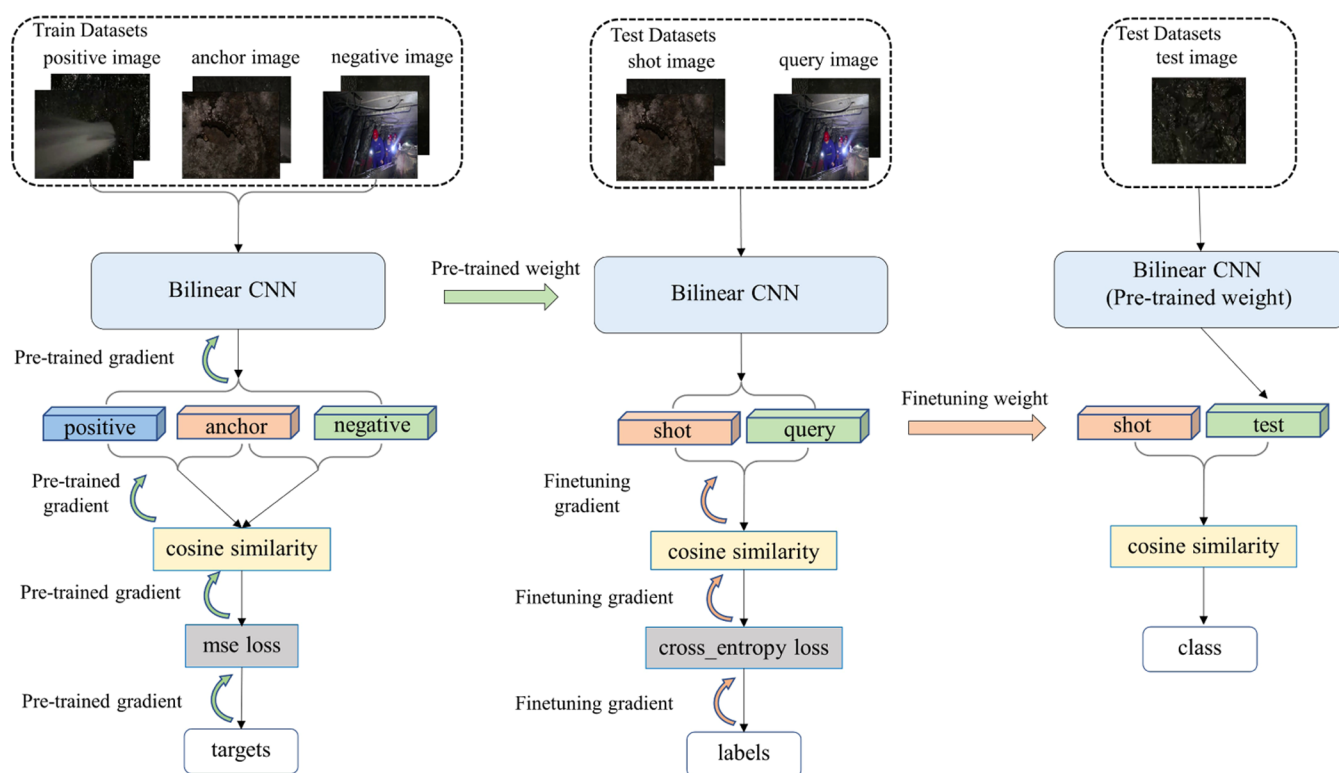 Train Datasets
positive image
anchor image
negative image
Bilinear CNN
Pre-trained gradient
positive
anchor
negative
Pre-trained
gradient
cosine similarity
Pre-trained gradient
mse loss
Pre-trained gradient
targets
Pre-trained weight
Test Datasets
shot image
query image
Bilinear CNN
shot
query
Finetuning
gradient
cosine similarity
Finetuning gradient
cross_entropy loss
Finetuning gradient
labels
Finetuning weight
Test Datasets
test image
Bilinear CNN
(Pre-trained weight)
shot
test
cosine similarity
class